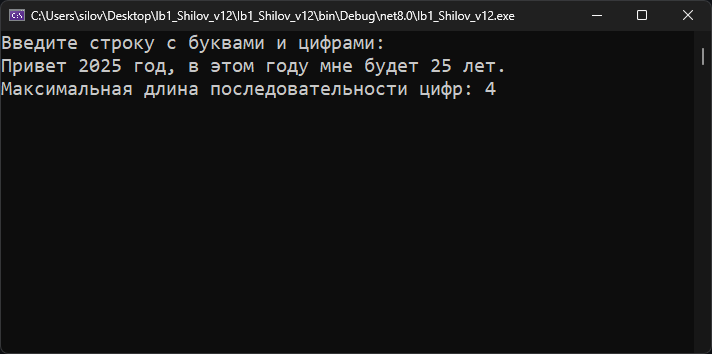 C:\Users\silov\Desktop\lb1_Shilov_v12\lb1_Shilov_v12\bin\Debug\net8.0\lb1_Shilov_v12.exe
Введите строку с буквами и цифрами:
Привет 2025 год, в этом году мне будет 25 лет.
Максимальная длина последовательности цифр: 4